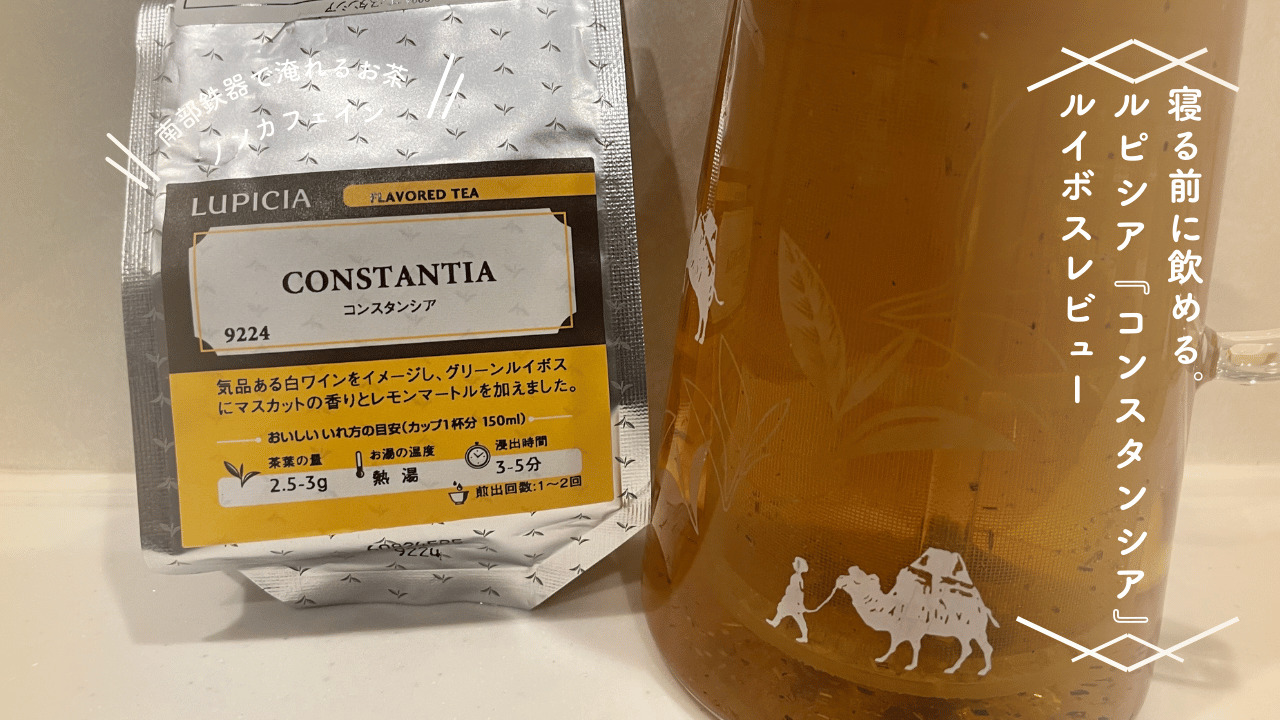 南部鉄器で淹れるお茶
ノンカフェイン
LUPICIA
FLAVORED TEA
CONSTANTIA
コンスタンシア
9224
気品ある白ワインをイメージし、グリーンルイボス
にマスカットの香りとレモンマートルを加えました。
おいしいいれ方の目安(カップ1杯分 150ml)
茶葉の量
2.5-3g
お湯の温度
熱湯
浸出時間
3-5分
煎出回数:1〜2回
寝る前に飲める。
ルピシア『コンスタンシア』
ルイボスレビュー